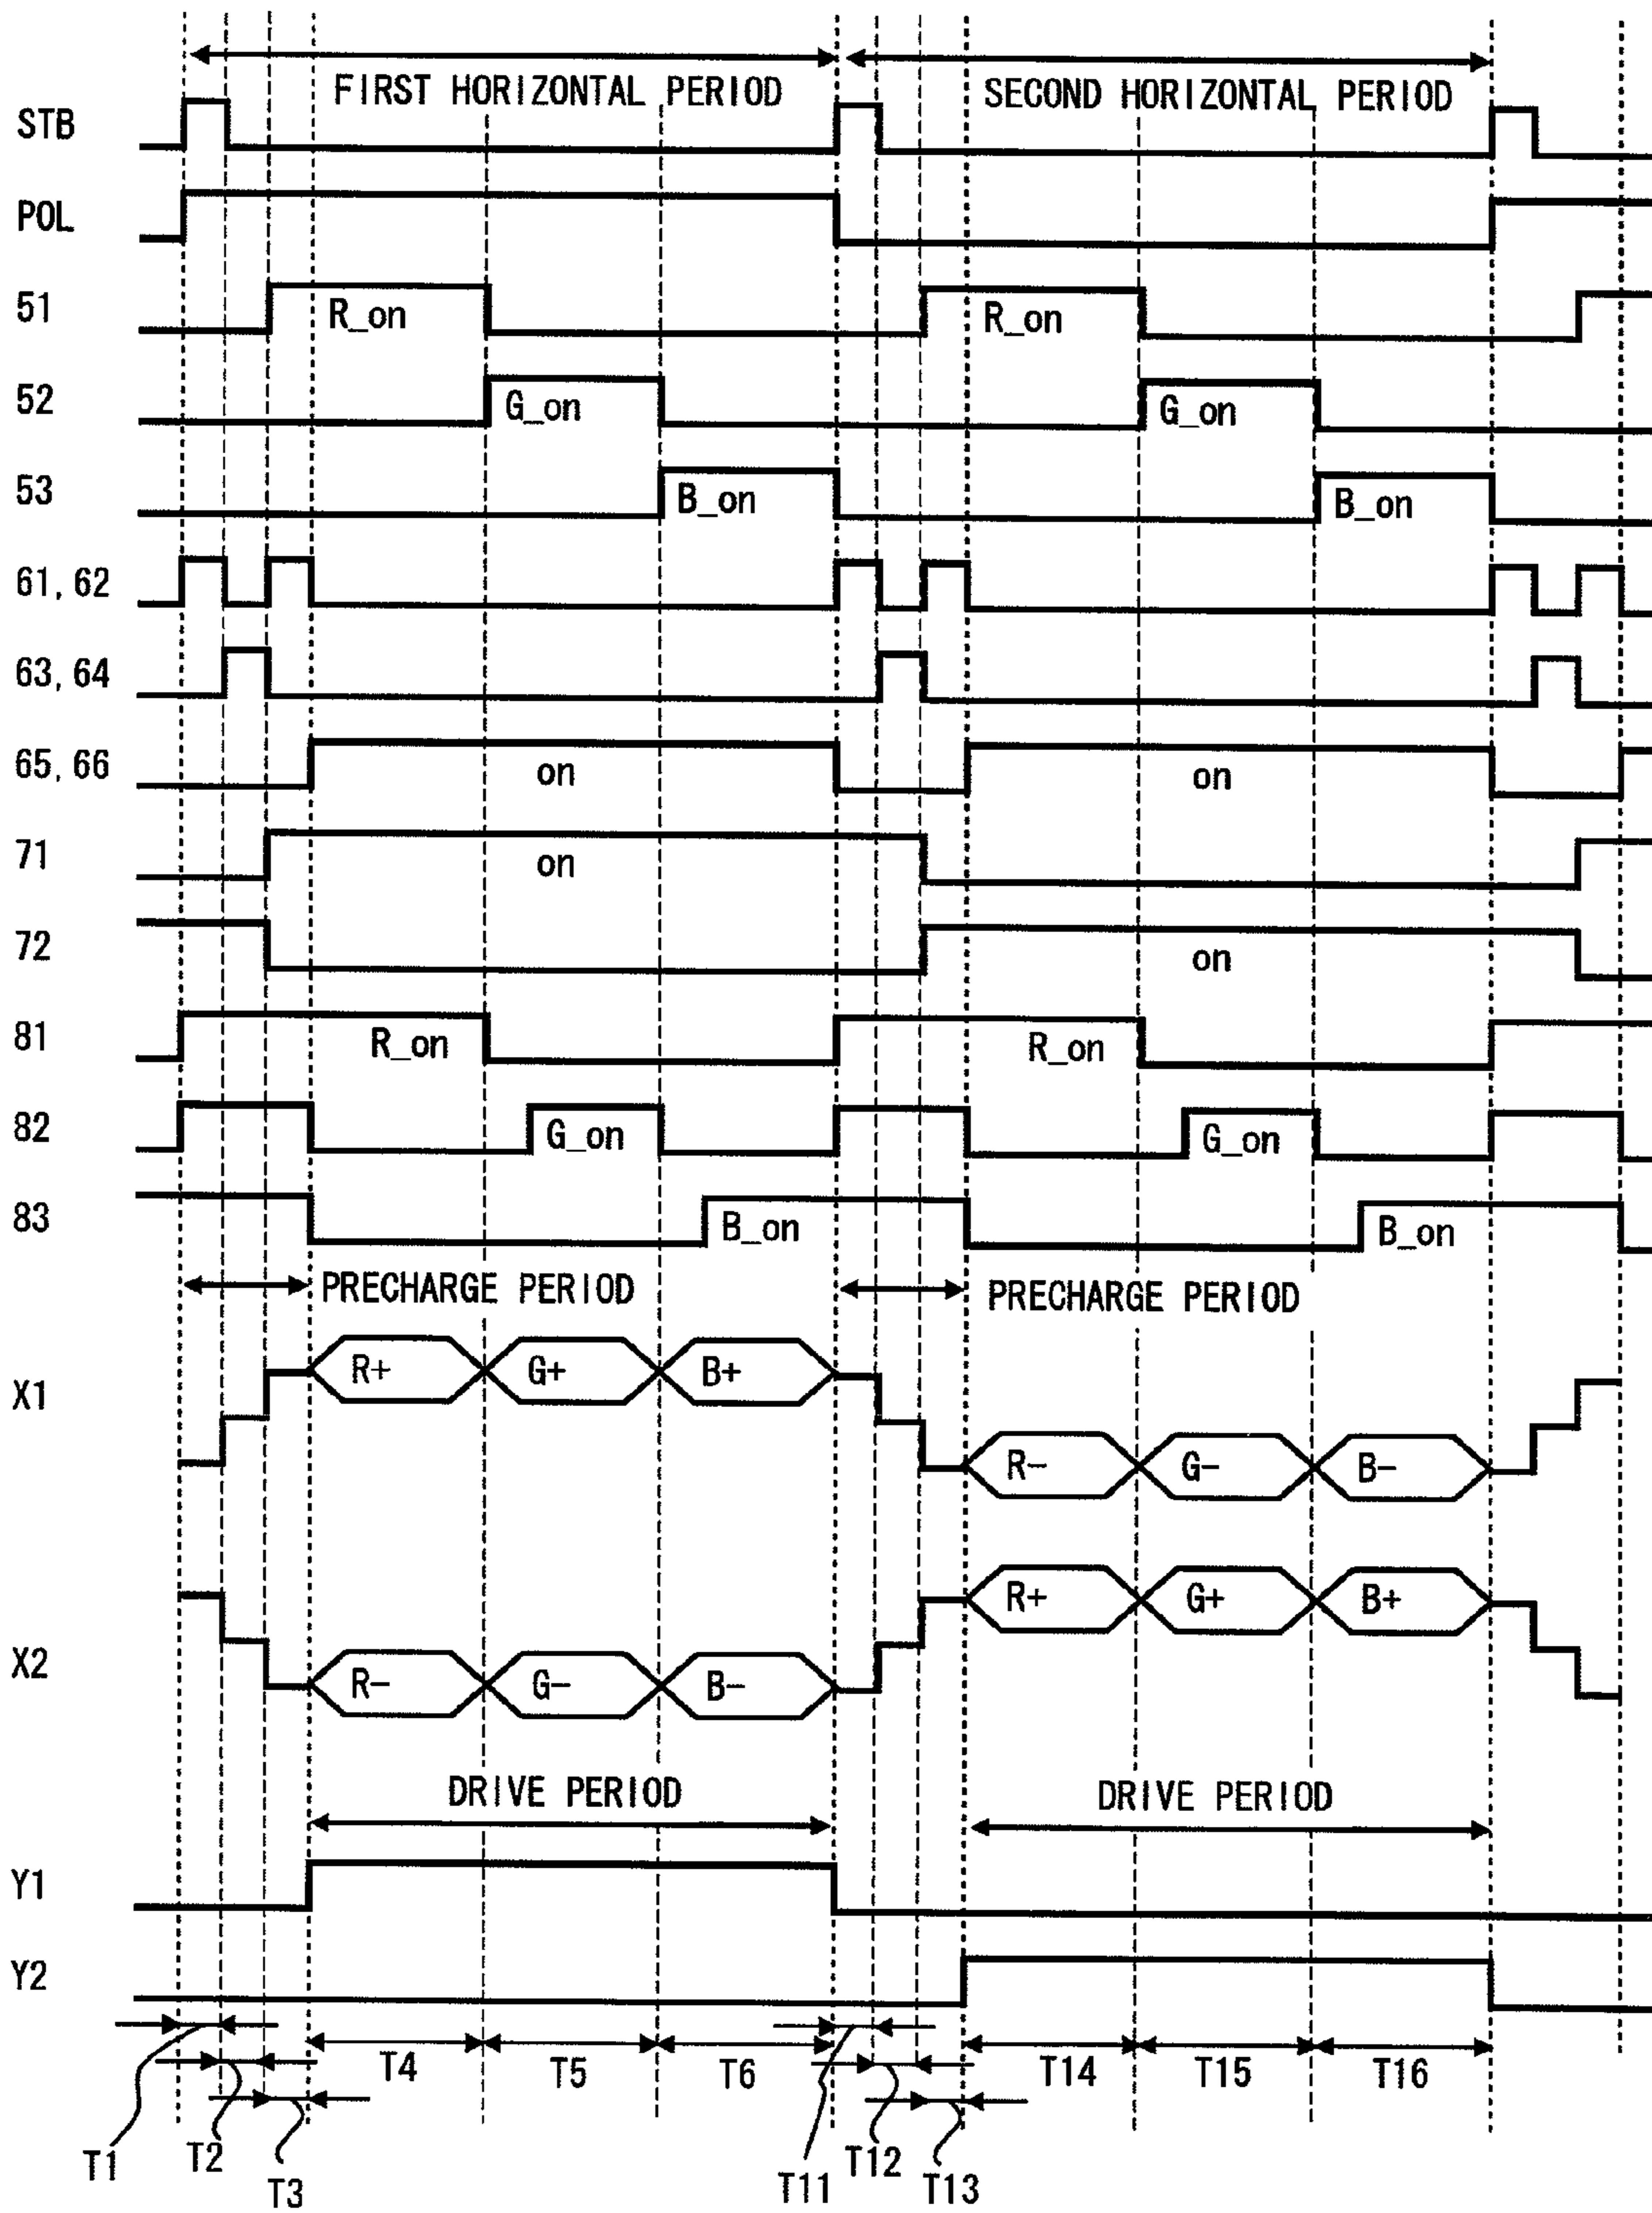 FIRST HORIZONTAL PERIOD SECOND HORIZONTAL PERIOD
STB
POL
51 R_on R_on
52 G_on G_on
53 B_on B_on
61, 62
63, 64
65, 66 on on
71 on
72 on
81 R_on R_on
82 G_on G_on
83 B_on B_on
PRECHARGE PERIOD PRECHARGE PERIOD
X1 R+ G+ B+ R- G- B-
X2 R- G- B- R+ G+ B+
DRIVE PERIOD DRIVE PERIOD
Y1
Y2
T4 T5 T6 T14 T15 T16
T1 T2 T3 T11 T12 T13